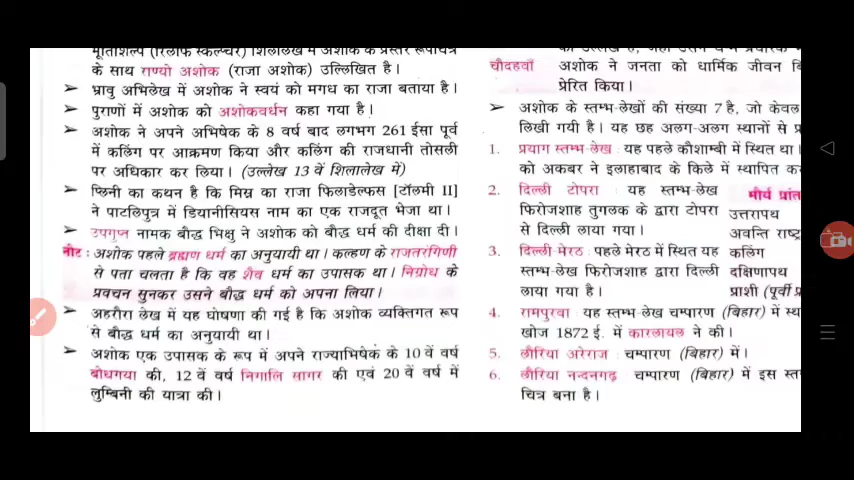 मूर्तिशिल्प (रिलीफ स्कल्पचर) शिलालेख में अशोक के प्रस्तर रूपचित्र
के साथ राण्यो अशोक (राजा अशोक) उल्लिखित है।
➢ भ्राबु अभिलेख में अशोक ने स्वयं को मगध का राजा बताया है।
➢ पुराणों में अशोक को अशोकवर्धन कहा गया है।
➢ अशोक ने अपने अभिषेक के 8 वर्ष बाद लगभग 261 ईसा पूर्व
में कलिंग पर आक्रमण किया और कलिंग की राजधानी तोसली
पर अधिकार कर लिया। (उल्लेख 13 वें शिलालेख में)
➢ प्लिनी का कथन है कि मिस्र का राजा फिलाडेल्फस [टॉलमी II]
ने पाटलिपुत्र में डियानीसियस नाम का एक राजदूत भेजा था।
➢ उपगुप्त नामक बौद्ध भिक्षु ने अशोक को बौद्ध धर्म की दीक्षा दी।
नोट : अशोक पहले ब्रह्मण धर्म का अनुयायी था। कल्हण के राजतरंगिणी
से पता चलता है कि वह शैव धर्म का उपासक था। निग्रोध के
प्रवचन सुनकर उसने बौद्ध धर्म को अपना लिया।
➢ अहरौरा लेख में यह घोषणा की गई है कि अशोक व्यक्तिगत रूप
से बौद्ध धर्म का अनुयायी था।
➢ अशोक एक उपासक के रूप में अपने राज्याभिषेक के 10 वें वर्ष
बोधगया की, 12 वें वर्ष निगालि सागर की एवं 20 वें वर्ष में
लुम्बिनी की यात्रा की।
चौदहवाँ अशोक ने जनता को धार्मिक जीवन
प्रेरित किया।
➢ अशोक के स्तम्भ-लेखों की संख्या 7 है, जो केवल
लिखी गयी है। यह छह अलग-अलग स्थानों से
1. प्रयाग स्तम्भ-लेख : यह पहले कौशाम्बी में स्थित था।
को अकबर ने इलाहाबाद के किले में स्थापित
2. दिल्ली टोपरा : यह स्तम्भ-लेख
फिरोजशाह तुगलक के द्वारा टोपरा
से दिल्ली लाया गया।
3. दिल्ली-मेरठ : पहले मेरठ में स्थित यह
स्तम्भ-लेख फिरोजशाह द्वारा दिल्ली
लाया गया है।
मौर्य प्रांत
उत्तरापथ
अवन्ति राष्ट्र
कलिंग
दक्षिणापथ
प्राशी (पूर्वी
4. रामपुरवा : यह स्तम्भ-लेख चम्पारण (बिहार) में
खोज 1872 ई. में कारलायल ने की।
5. लौरिया अरेराज : चम्पारण (बिहार) में।
6. लौरिया नन्दनगढ़ : चम्पारण (बिहार) में इस
चित्र बना है।